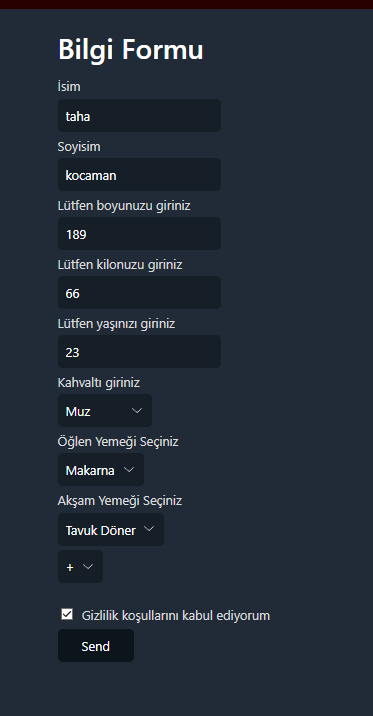 Bilgi Formu
İsim
taha
Soyisim
kocaman
Lütfen boyunuzu giriniz
189
Lütfen kilonuzu giriniz
66
Lütfen yaşınızı giriniz
23
Kahvaltı giriniz
Muz
Öğlen Yemeği Seçiniz
Makarna
Akşam Yemeği Seçiniz
Tavuk Döner
+
Gizlilik koşullarını kabul ediyorum
Send